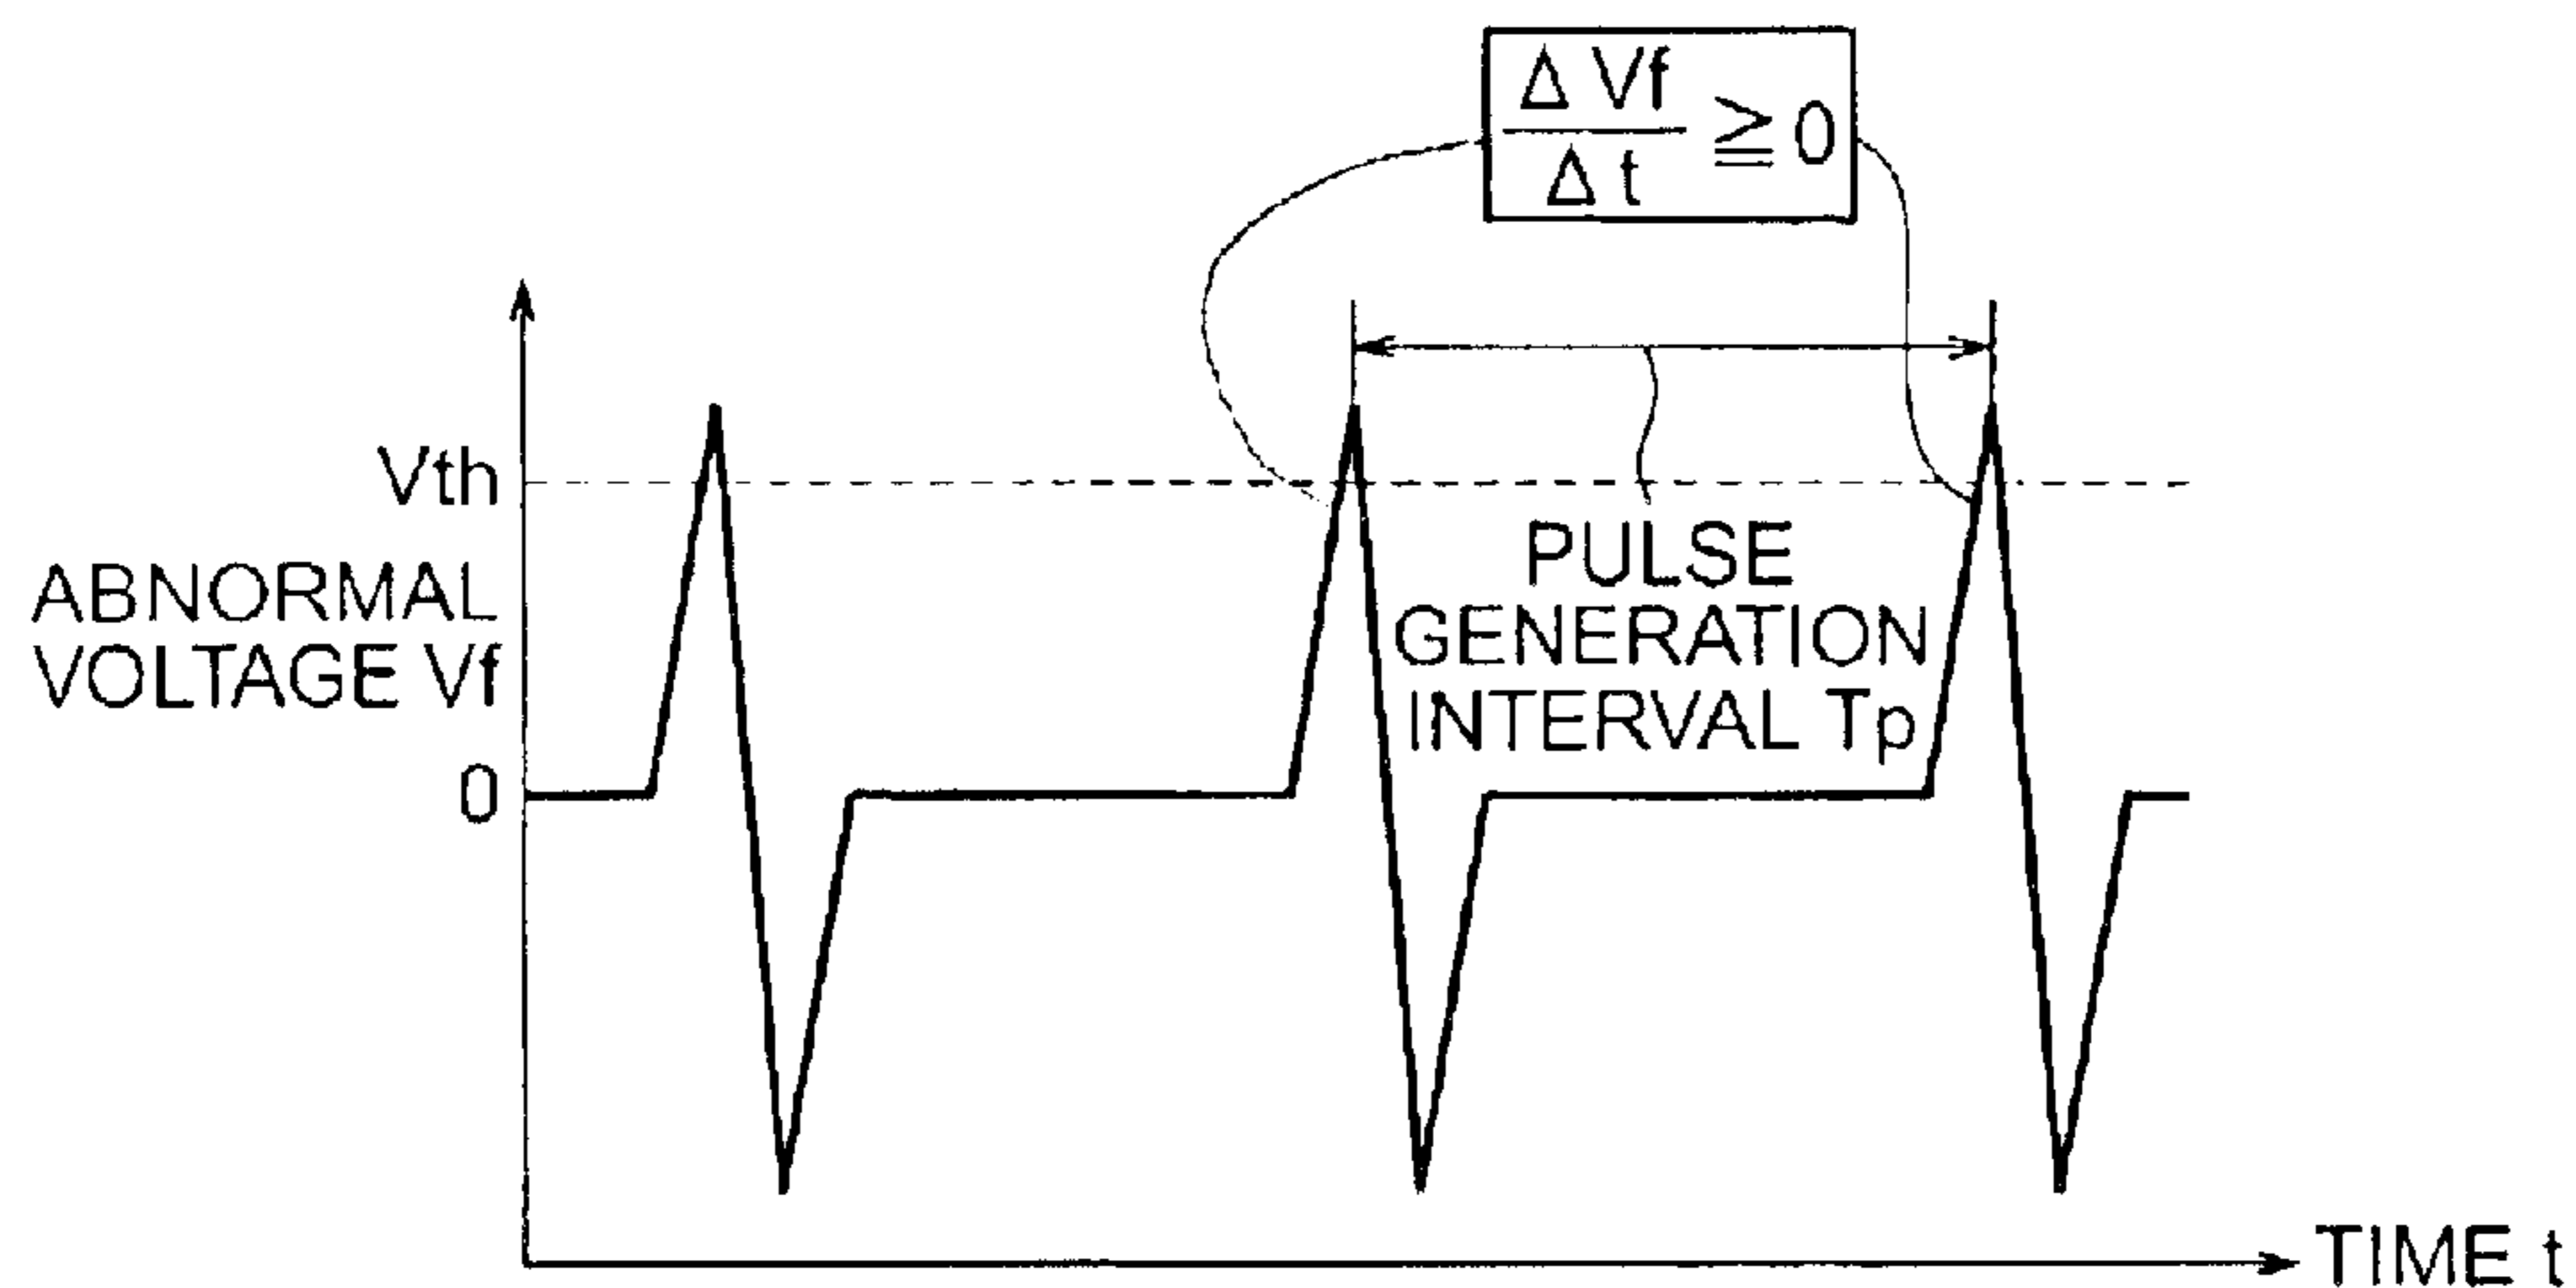 ΔVf
Δt
≧0
Vth
ABNORMAL
VOLTAGE Vf
0
PULSE
GENERATION
INTERVAL Tp
TIME t